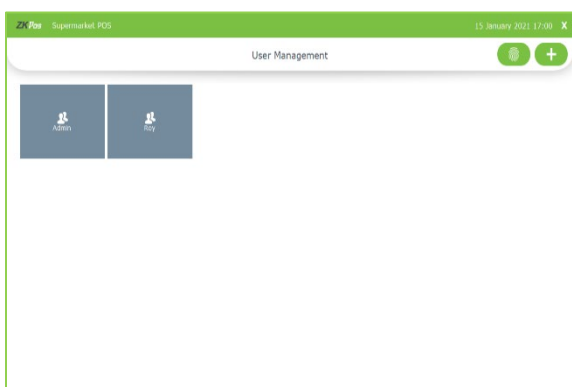 ZKPos Supermarket POS 15 January 2021 17:00 X
User Management
Admin Roy